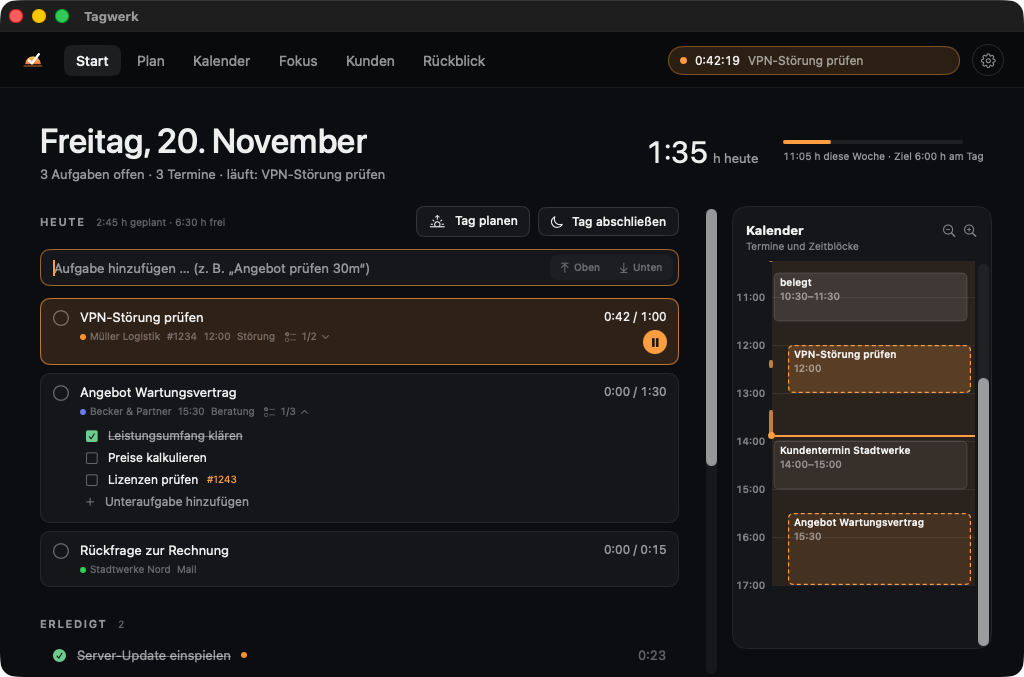 Tagwerk
Start Plan Kalender Fokus Kunden Rückblick
0:42:19 VPN-Störung prüfen
Freitag, 20. November
3 Aufgaben offen · 3 Termine · läuft: VPN-Störung prüfen
1:35 h heute
11:05 h diese Woche · Ziel 6:00 h am Tag
HEUTE 2:45 h geplant · 6:30 h frei
Tag planen
Tag abschließen
Aufgabe hinzufügen ... (z. B. „Angebot prüfen 30m“)
Oben Unten
VPN-Störung prüfen 0:42 / 1:00
Müller Logistik #1234 12:00 Störung 1/2
Angebot Wartungsvertrag 0:00 / 1:30
Becker & Partner 15:30 Beratung 1/3
Leistungsumfang klären
Preise kalkulieren
Lizenzen prüfen #1243
+ Unteraufgabe hinzufügen
Rückfrage zur Rechnung 0:00 / 0:15
Stadtwerke Nord Mail
ERLEDIGT 2
Server-Update einspielen 0:23
Kalender
Termine und Zeitblöcke
belegt
11:00 10:30–11:30
12:00
VPN-Störung prüfen
12:00
13:00
14:00
Kundentermin Stadtwerke
14:00–15:00
15:00
Angebot Wartungsvertrag
15:30
16:00
17:00